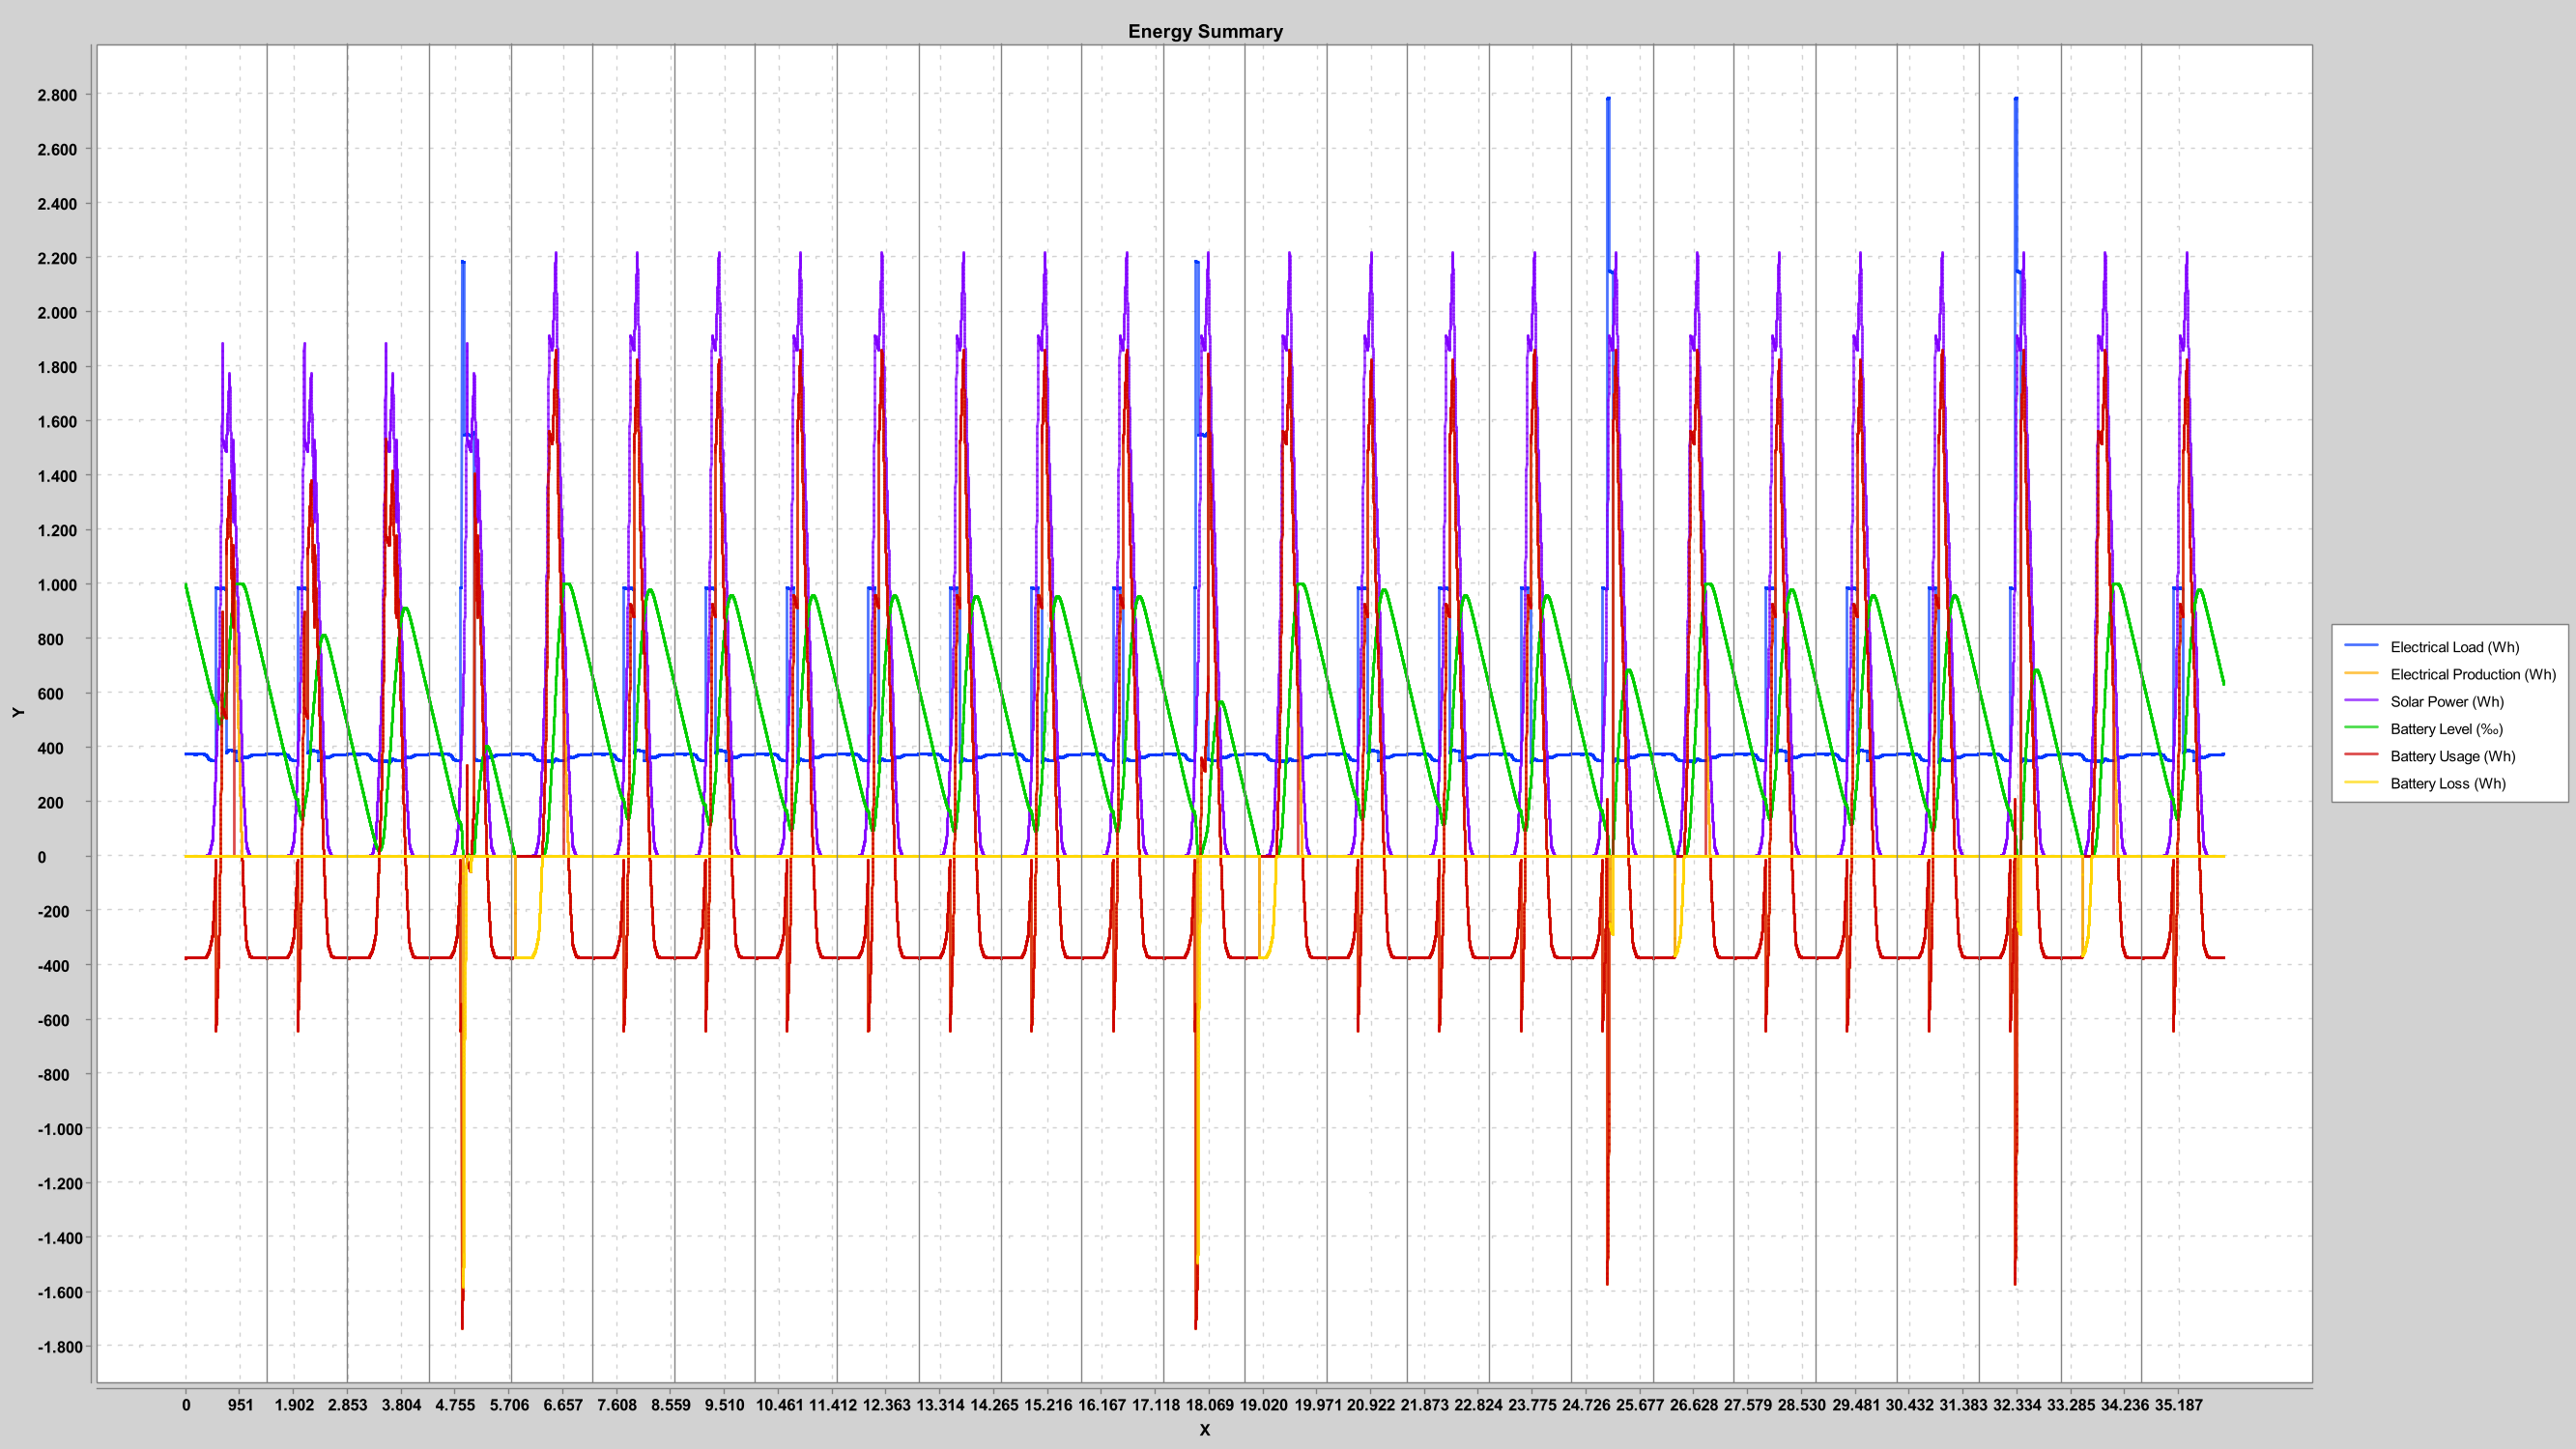 Energy Summary
2.800
2.600
2.400
2.200
2.000
1.800
1.600
1.400
1.200
1.000
800
600
400
200
0
-200
-400
-600
-800
-1.000
-1.200
-1.400
-1.600
-1.800
Y
0 951 1.902 2.853 3.804 4.755 5.706 6.657 7.608 8.559 9.510 10.461 11.412 12.363 13.314 14.265 15.216 16.167 17.118 18.069 19.020 19.971 20.922 21.873 22.824 23.775 24.726 25.677 26.628 27.579 28.530 29.481 30.432 31.383 32.334 33.285 34.236 35.187
X
Electrical Load (Wh)
Electrical Production (Wh)
Solar Power (Wh)
Battery Level (‰)
Battery Usage (Wh)
Battery Loss (Wh)